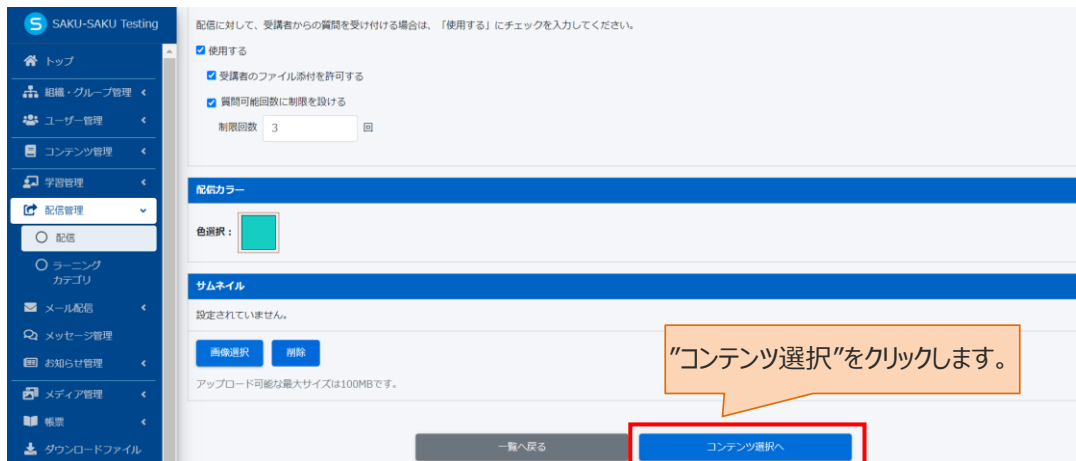 S SAKU-SAKU Testing
トップ
組織・グループ管理
ユーザー管理
コンテンツ管理
学習管理
配信管理
配信
ラーニング
カテゴリ
メール配信
メッセージ管理
お知らせ管理
メディア管理
帳票
ダウンロードファイル
配信に対して、受講者からの質問を受け付ける場合は、「使用する」にチェックを入力してください。
使用する
受講者のファイル添付を許可する
質問可能回数に制限を設ける
制限回数 3 回
配信カラー
色選択：
サムネイル
設定されていません。
画像選択 削除
アップロード可能な最大サイズは100MBです。
”コンテンツ選択”をクリックします。
一覧へ戻る コンテンツ選択へ